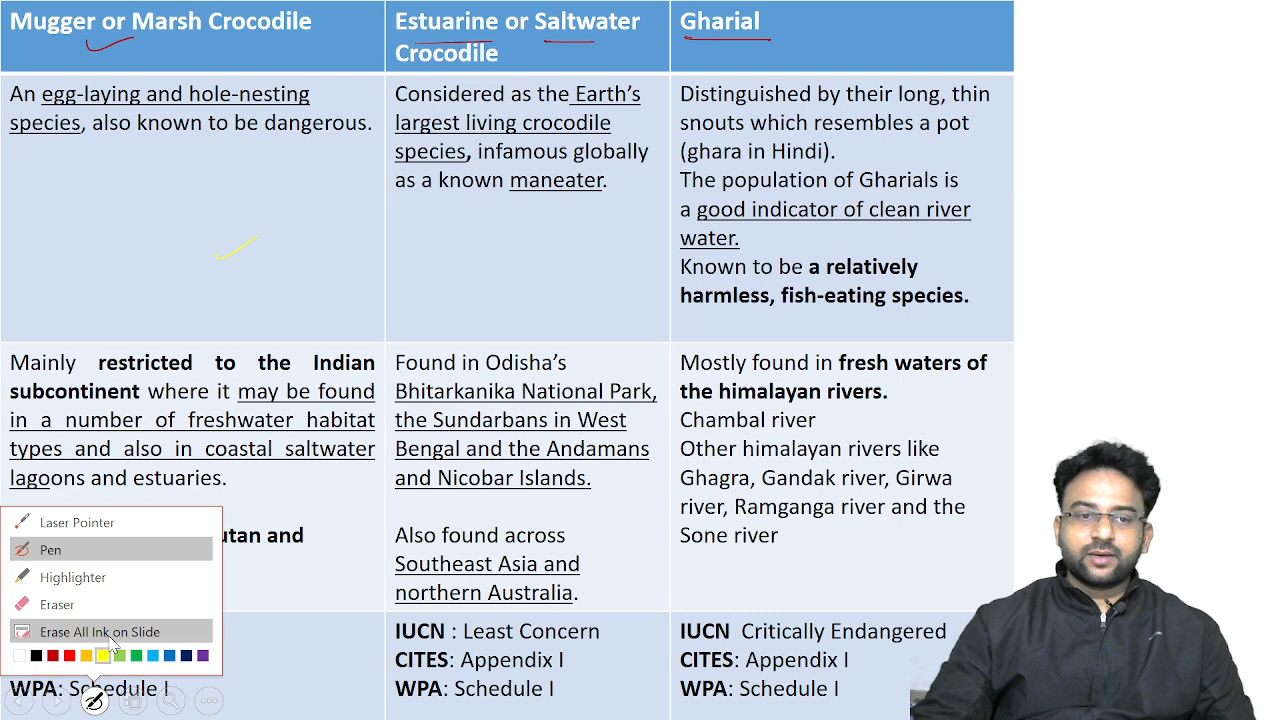 Mugger or Marsh Crocodile
Estuarine or Saltwater
Crocodile
Gharial
An egg-laying and hole-nesting
species, also known to be dangerous.
Considered as the Earth’s
largest living crocodile
species, infamous globally
as a known maneater.
Distinguished by their long, thin
snouts which resembles a pot
(ghara in Hindi).
The population of Gharials is
a good indicator of clean river
water.
Known to be a relatively
harmless, fish-eating species.
Mainly restricted to the Indian
subcontinent where it may be found
in a number of freshwater habitat
types and also in coastal saltwater
lagoons and estuaries.
and
Found in Odisha’s
Bhitarkanika National Park,
the Sundarbans in West
Bengal and the Andamans
and Nicobar Islands.
Also found across
Southeast Asia and
northern Australia.
Mostly found in fresh waters of
the himalayan rivers.
Chambal river
Other himalayan rivers like
Ghagra, Gandak river, Girwa
river, Ramganga river and the
Sone river
WPA: Schedule I
IUCN : Least Concern
CITES: Appendix I
WPA: Schedule I
IUCN Critically Endangered
CITES: Appendix I
WPA: Schedule I
Laser Pointer
Pen
Highlighter
Eraser
Erase All Ink on Slide